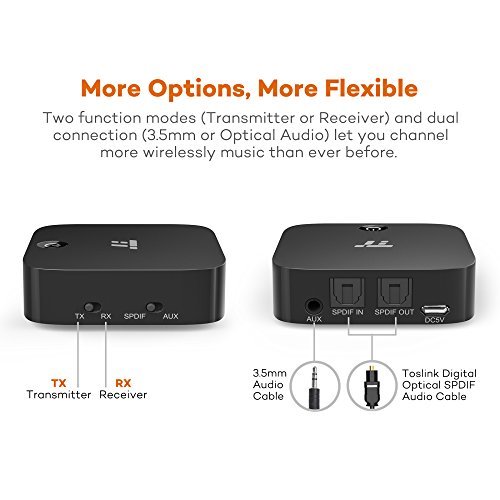 More Options, More Flexible
Two function modes (Transmitter or Receiver) and dual
connection (3.5mm or Optical Audio) let you channel
more wirelessly music than ever before.
TX RX SPDIF AUX
TX RX
Transmitter Receiver
AUX SPDIF IN SPDIF OUT DC5V
3.5mm
Audio
Cable
Toslink Digital
Optical SPDIF
Audio Cable